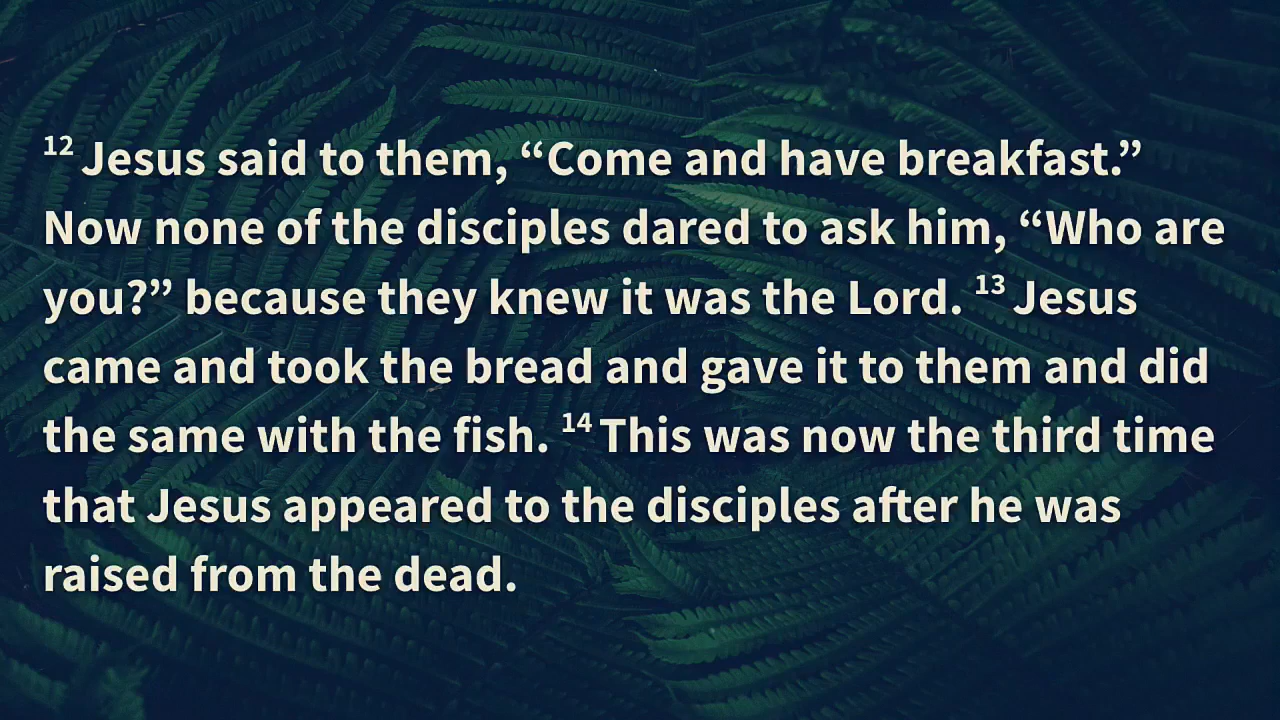 12 Jesus said to them, “Come and have breakfast.”
Now none of the disciples dared to ask him, “Who are
you?” because they knew it was the Lord. 13 Jesus
came and took the bread and gave it to them and did
the same with the fish. 14 This was now the third time
that Jesus appeared to the disciples after he was
raised from the dead.